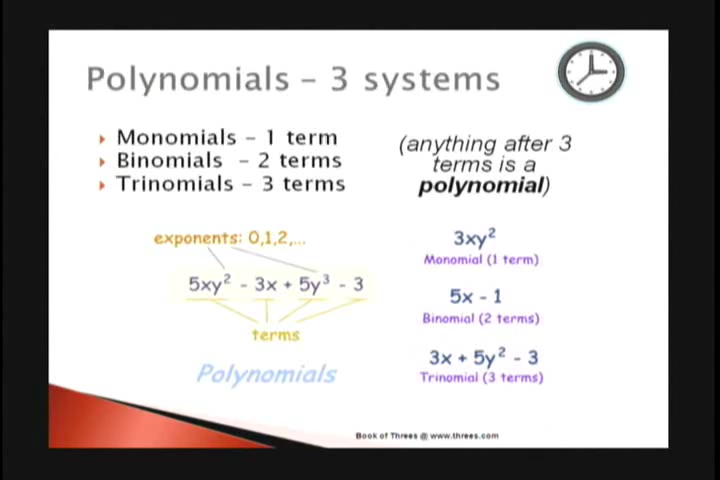 Polynomials – 3 systems
Monomials – 1 term
Binomials – 2 terms
Trinomials – 3 terms
(anything after 3
terms is a
polynomial)
exponents: 0,1,2,...
5xy² - 3x + 5y³ - 3
terms
Polynomials
3xy²
Monomial (1 term)
5x - 1
Binomial (2 terms)
3x + 5y² - 3
Trinomial (3 terms)
Book of Threes @ www.threes.com